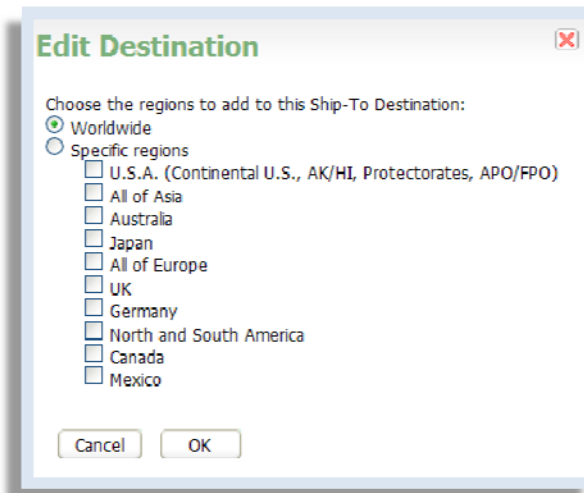 Edit Destination
Choose the regions to add to this Ship-To Destination:
Worldwide
Specific regions
U.S.A. (Continental U.S., AK/HI, Protectorates, APO/FPO)
All of Asia
Australia
Japan
All of Europe
UK
Germany
North and South America
Canada
Mexico
Cancel OK